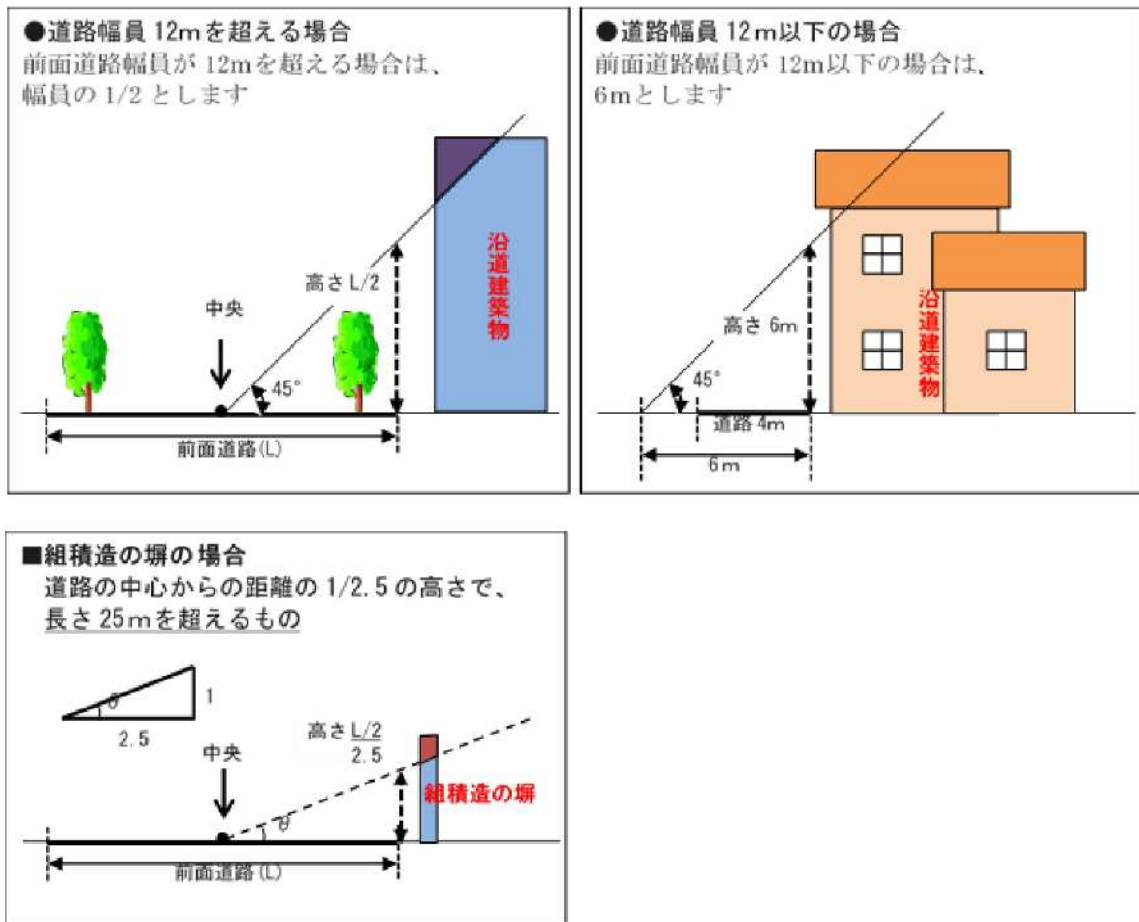 ●道路幅員 12mを超える場合
前面道路幅員が 12mを超える場合は、
幅員の 1/2 とします
高さ L/2
中央
45°
沿道建築物
前面道路(L)
●道路幅員 12m以下の場合
前面道路幅員が 12m以下の場合は、
6mとします
高さ 6m
45°
沿道建築物
道路 4m
6m
■組積造の塀の場合
道路の中心からの距離の 1/2.5 の高さで、
長さ 25mを超えるもの
θ
1
2.5
中央
高さ L/2
2.5
組積造の塀
θ
前面道路(L)